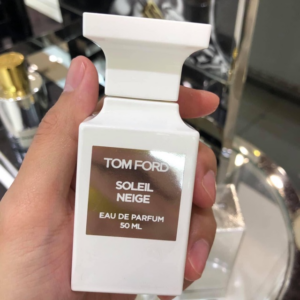 TOM FORD
SOLEIL
NEIGE
EAU DE PARFUM
50 ML